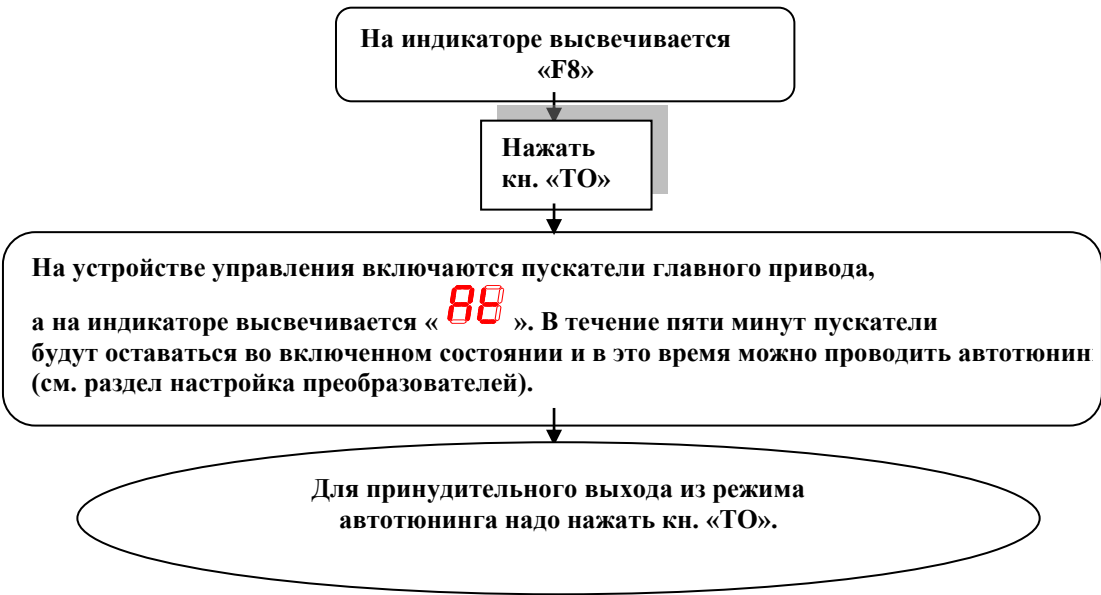 На индикаторе высвечивается
«F8»
Нажать
кн. «ТО»
На устройстве управления включаются пускатели главного привода,
а на индикаторе высвечивается « At ». В течение пяти минут пускатели
будут оставаться во включенном состоянии и в это время можно проводить автотюнин
(см. раздел настройка преобразователей).
Для принудительного выхода из режима
автотюнинга надо нажать кн. «ТО».